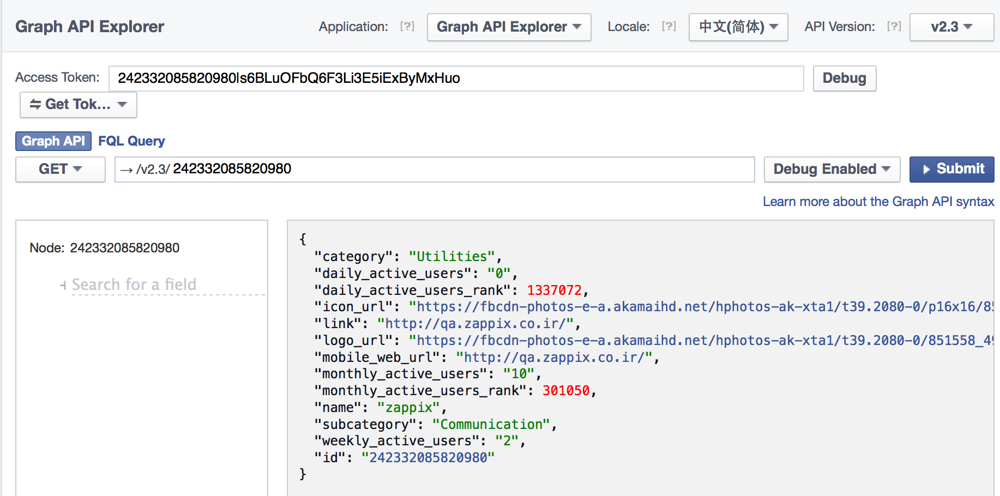 Graph API Explorer Application: [?] Graph API Explorer Locale: [?] 中文(简体) API Version: [?] v2.3
Access Token: 242332085820980|s6BLuOFbQ6F3Li3E5iExByMxHuo Debug
Get Tok...
Graph API FQL Query
GET → /v2.3/ 242332085820980 Debug Enabled Submit
Learn more about the Graph API syntax
Node: 242332085820980
Search for a field
{
"category": "Utilities",
"daily_active_users": "0",
"daily_active_users_rank": 1337072,
"icon_url": "https://fbcdn-photos-e-a.akamaihd.net/hphotos-ak-xta1/t39.2080-0/p16x16/85
"link": "http://qa.zappix.co.ir/",
"logo_url": "https://fbcdn-photos-e-a.akamaihd.net/hphotos-ak-xta1/t39.2080-0/851558_49
"mobile_web_url": "http://qa.zappix.co.ir/",
"monthly_active_users": "10",
"monthly_active_users_rank": 301050,
"name": "zappix",
"subcategory": "Communication",
"weekly_active_users": "2",
"id": "242332085820980"
}